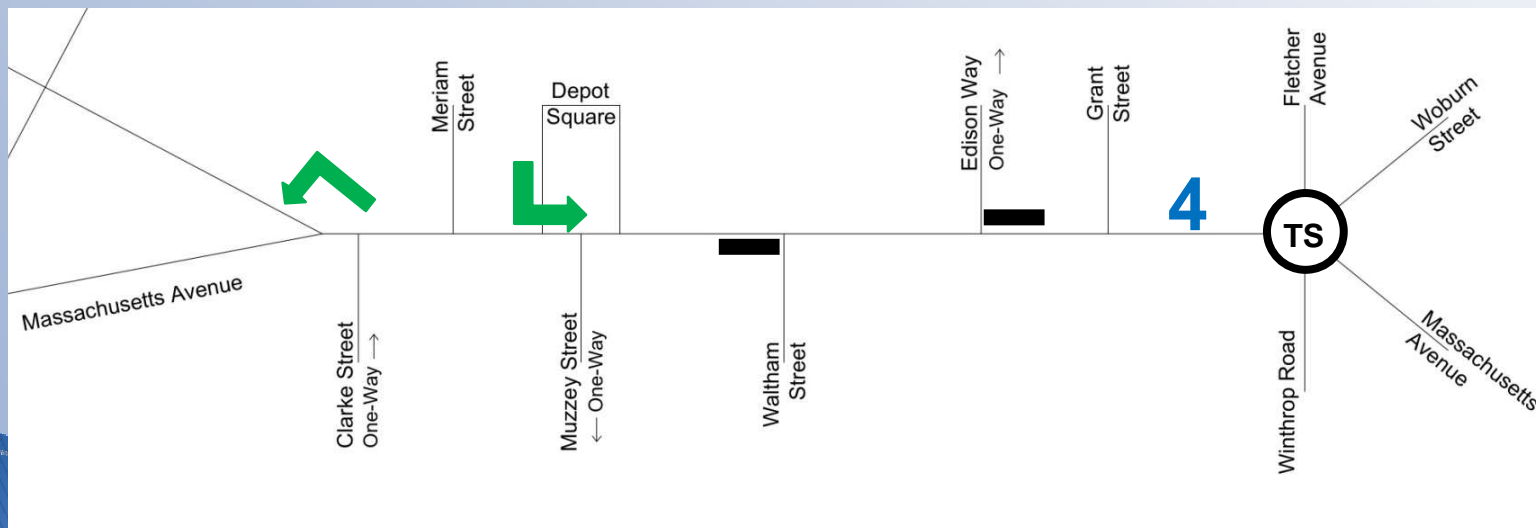 Meriam
Street
Depot
Square
Edison Way
One-Way →
Grant
Street
Fletcher
Avenue
Woburn
Street
4
TS
Massachusetts Avenue
Clarke Street
One-Way →
Muzzey Street
← One-Way
Waltham
Street
Winthrop Road
Massachusetts
Avenue